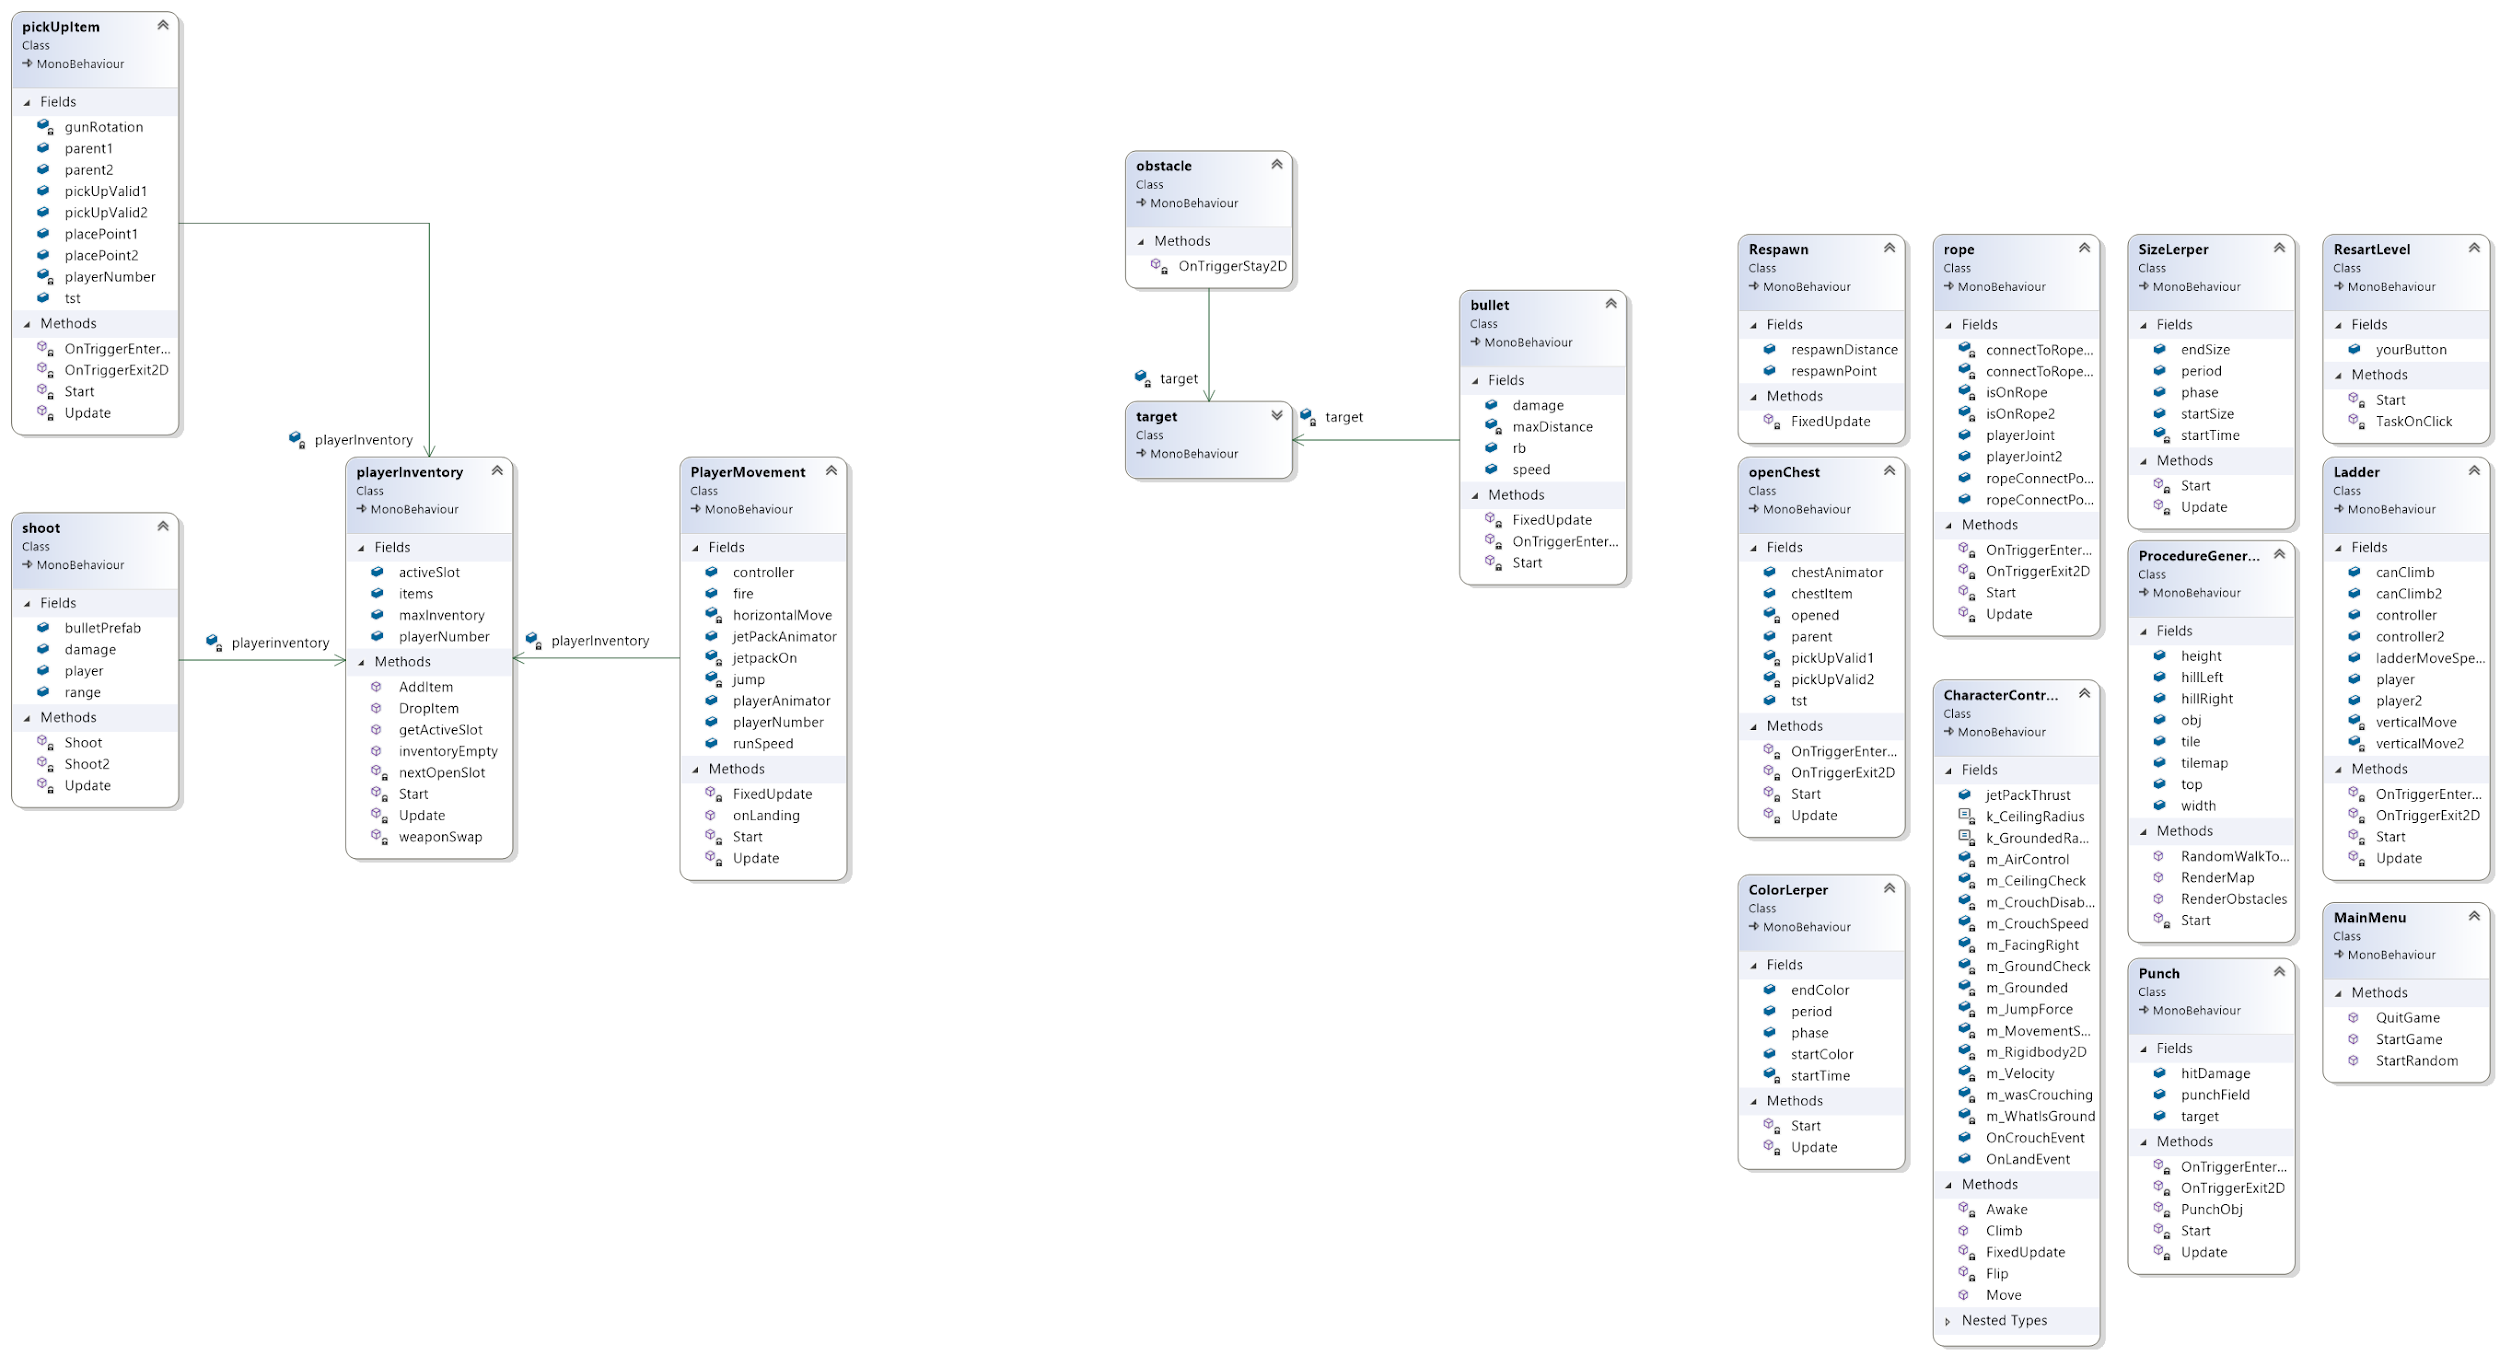 pickUpItem
Class
MonoBehaviour
Fields
gunRotation
parent1
parent2
pickUpValid1
pickUpValid2
placePoint1
placePoint2
playerNumber
tst
Methods
OnTriggerEnter...
OnTriggerExit2D
Start
Update
playerInventory
shoot
Class
MonoBehaviour
Fields
bulletPrefab
damage
player
range
Methods
Shoot
Shoot2
Update
playerinventory
playerInventory
Class
MonoBehaviour
Fields
activeSlot
items
maxInventory
playerNumber
Methods
AddItem
DropItem
getActiveSlot
inventoryEmpty
nextOpenSlot
Start
Update
weaponSwap
playerInventory
PlayerMovement
Class
MonoBehaviour
Fields
controller
fire
horizontalMove
jetPackAnimator
jetpackOn
jump
playerAnimator
playerNumber
runSpeed
Methods
FixedUpdate
onLanding
Start
Update
obstacle
Class
MonoBehaviour
Methods
OnTriggerStay2D
target
target
Class
MonoBehaviour
target
bullet
Class
MonoBehaviour
Fields
damage
maxDistance
rb
speed
Methods
FixedUpdate
OnTriggerEnter...
Start
Respawn
Class
MonoBehaviour
Fields
respawnDistance
respawnPoint
Methods
FixedUpdate
openChest
Class
MonoBehaviour
Fields
chestAnimator
chestItem
opened
parent
pickUpValid1
pickUpValid2
tst
Methods
OnTriggerEnter...
OnTriggerExit2D
Start
Update
ColorLerper
Class
MonoBehaviour
Fields
endColor
period
phase
startColor
startTime
Methods
Start
Update
rope
Class
MonoBehaviour
Fields
connectToRope...
connectToRope...
isOnRope
isOnRope2
playerJoint
playerJoint2
ropeConnectPo...
ropeConnectPo...
Methods
OnTriggerEnter...
OnTriggerExit2D
Start
Update
CharacterContr...
Class
MonoBehaviour
Fields
jetPackThrust
k_CeilingRadius
k_GroundedRa...
m_AirControl
m_CeilingCheck
m_CrouchDisab...
m_CrouchSpeed
m_FacingRight
m_GroundCheck
m_Grounded
m_JumpForce
m_MovementS...
m_Rigidbody2D
m_Velocity
m_wasCrouching
m_WhatIsGround
OnCrouchEvent
OnLandEvent
Methods
Awake
Climb
FixedUpdate
Flip
Move
Nested Types
SizeLerper
Class
MonoBehaviour
Fields
endSize
period
phase
startSize
startTime
Methods
Start
Update
ProcedureGener...
Class
MonoBehaviour
Fields
height
hillLeft
hillRight
obj
tile
tilemap
top
width
Methods
RandomWalkTo...
RenderMap
RenderObstacles
Start
Punch
Class
MonoBehaviour
Fields
hitDamage
punchField
target
Methods
OnTriggerEnter...
OnTriggerExit2D
PunchObj
Start
Update
ResartLevel
Class
MonoBehaviour
Fields
yourButton
Methods
Start
TaskOnClick
Ladder
Class
MonoBehaviour
Fields
canClimb
canClimb2
controller
controller2
ladderMoveSpe...
player
player2
verticalMove
verticalMove2
Methods
OnTriggerEnter...
OnTriggerExit2D
Start
Update
MainMenu
Class
MonoBehaviour
Methods
QuitGame
StartGame
StartRandom